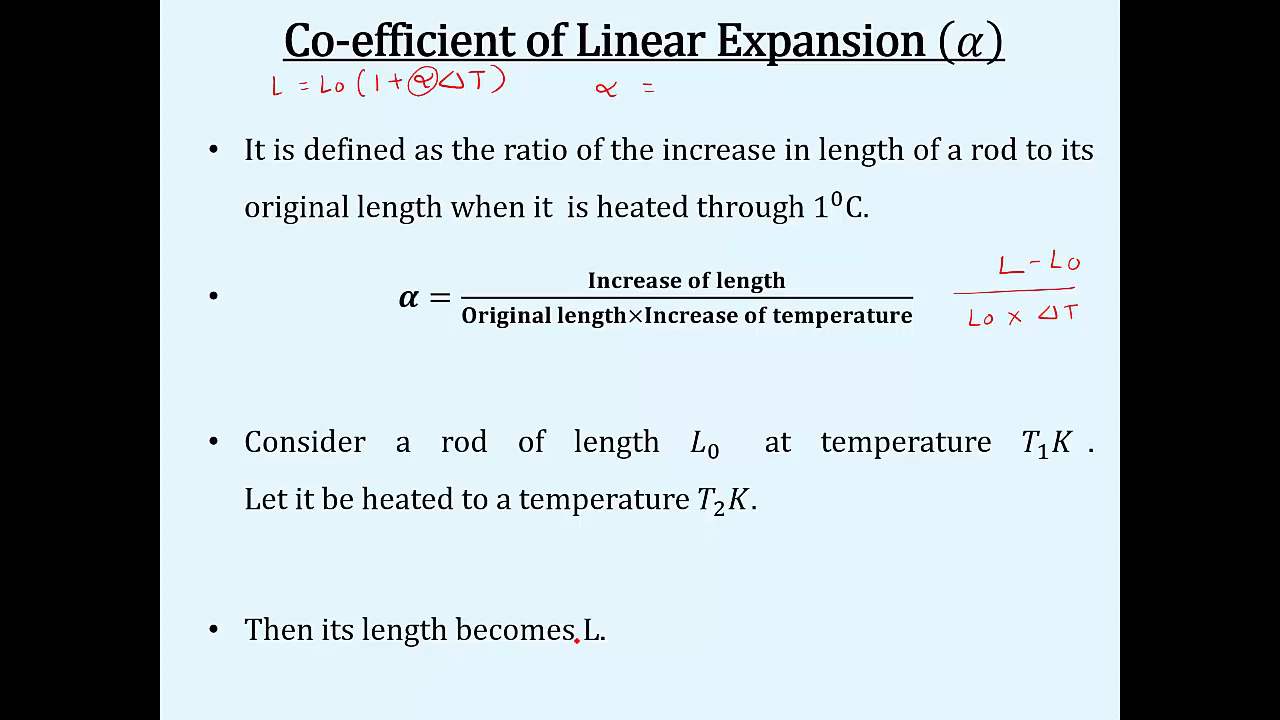 Co-efficient of Linear Expansion (α)
L = L0 (1 + α ΔT) α =
• It is defined as the ratio of the increase in length of a rod to its
original length when it is heated through 1⁰C.
• α = Increase of length / Original length×Increase of temperature
L - L0 / L0 × ΔT
• Consider a rod of length L₀ at temperature T₁K .
Let it be heated to a temperature T₂K.
• Then its length becomes L.